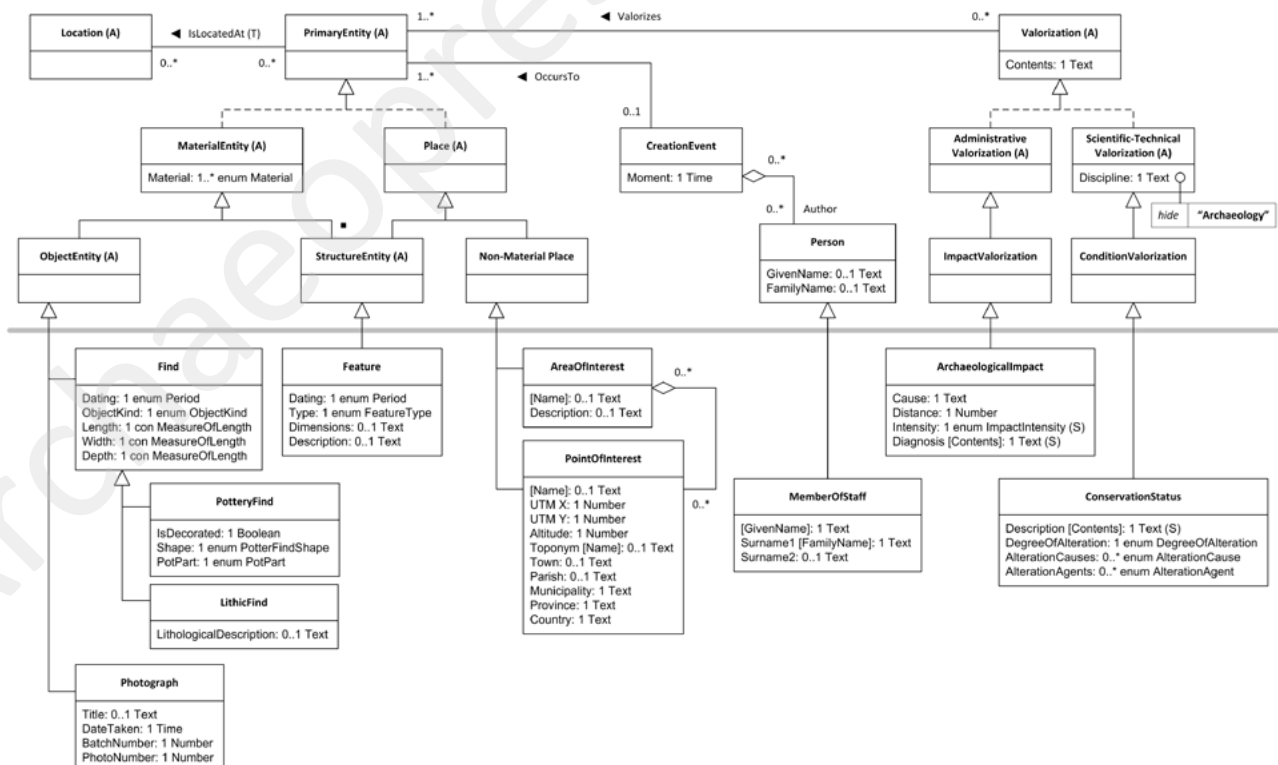 Location (A)
◄ IsLocatedAt (T)
0..*
0..*
PrimaryEntity (A)
1..*
◄ Valorizes
0..*
Valorization (A)
Contents: 1 Text
1..*
◄ OccursTo
0..1
MaterialEntity (A)
Material: 1..* enum Material
Place (A)
CreationEvent
Moment: 1 Time
0..*
0..* Author
Administrative
Valorization (A)
Scientific-Technical
Valorization (A)
Discipline: 1 Text
hide "Archaeology"
ObjectEntity (A)
StructureEntity (A)
Non-Material Place
Person
GivenName: 0..1 Text
FamilyName: 0..1 Text
ImpactValorization
ConditionValorization
Find
Dating: 1 enum Period
ObjectKind: 1 enum ObjectKind
Length: 1 con MeasureOfLength
Width: 1 con MeasureOfLength
Depth: 1 con MeasureOfLength
Feature
Dating: 1 enum Period
Type: 1 enum FeatureType
Dimensions: 0..1 Text
Description: 0..1 Text
AreaOfInterest
[Name]: 0..1 Text
Description: 0..1 Text
0..*
0..*
ArchaeologicalImpact
Cause: 1 Text
Distance: 1 Number
Intensity: 1 enum ImpactIntensity (S)
Diagnosis [Contents]: 1 Text (S)
PointOfInterest
[Name]: 0..1 Text
UTM X: 1 Number
UTM Y: 1 Number
Altitude: 1 Number
Toponym [Name]: 0..1 Text
Town: 0..1 Text
Parish: 0..1 Text
Municipality: 1 Text
Province: 1 Text
Country: 1 Text
PotteryFind
IsDecorated: 1 Boolean
Shape: 1 enum PotterFindShape
PotPart: 1 enum PotPart
MemberOfStaff
[GivenName]: 1 Text
Surname1 [FamilyName]: 1 Text
Surname2: 0..1 Text
ConservationStatus
Description [Contents]: 1 Text (S)
DegreeOfAlteration: 1 enum DegreeOfAlteration
AlterationCauses: 0..* enum AlterationCause
AlterationAgents: 0..* enum AlterationAgent
LithicFind
LithologicalDescription: 0..1 Text
Photograph
Title: 0..1 Text
DateTaken: 1 Time
BatchNumber: 1 Number
PhotoNumber: 1 Number